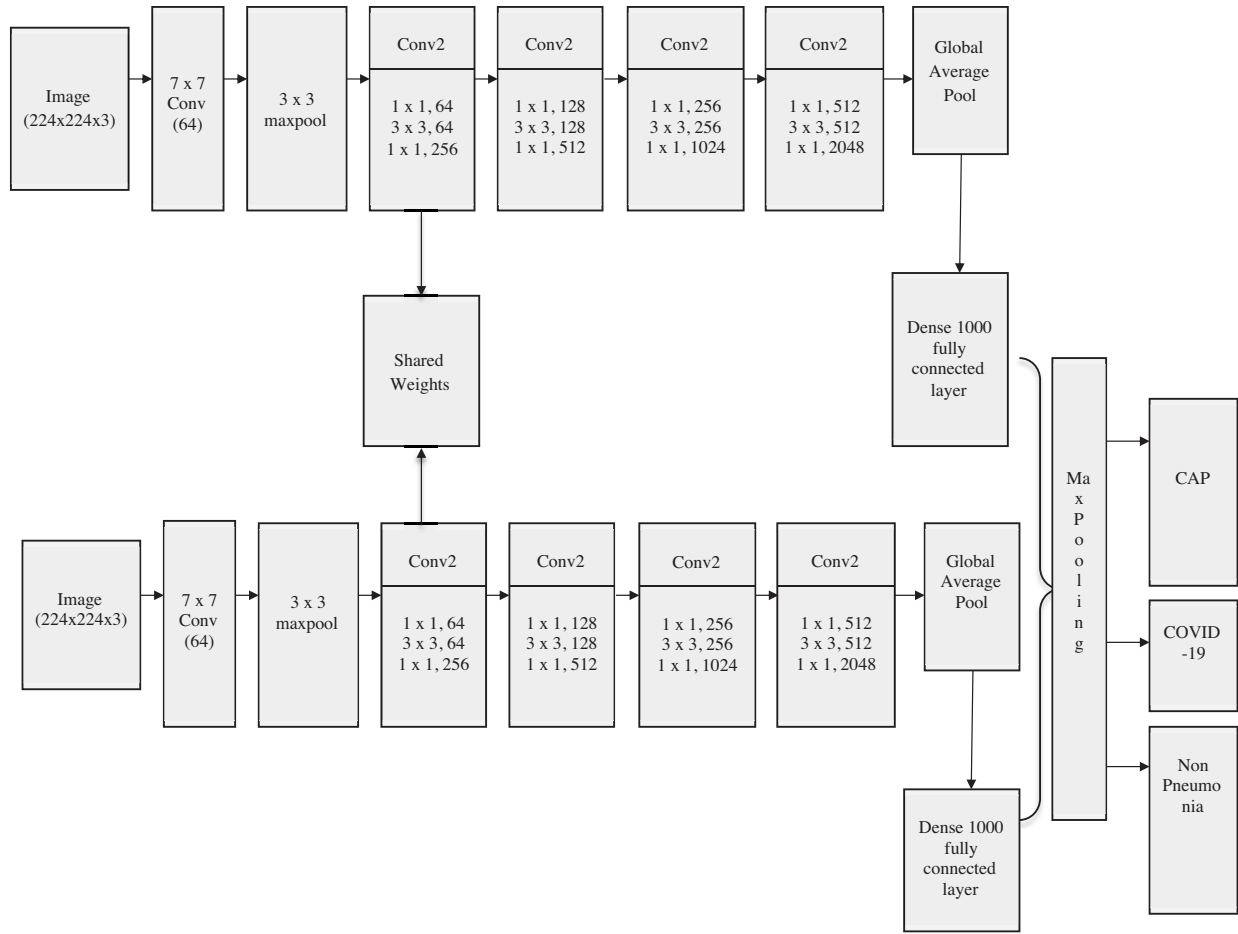 Image
(224x224x3)
7 x 7
Conv
(64)
3 x 3
maxpool
Conv2
1 x 1, 64
3 x 3, 64
1 x 1, 256
Conv2
1 x 1, 128
3 x 3, 128
1 x 1, 512
Conv2
1 x 1, 256
3 x 3, 256
1 x 1, 1024
Conv2
1 x 1, 512
3 x 3, 512
1 x 1, 2048
Global
Average
Pool
Dense 1000
fully
connected
layer
Shared
Weights
Image
(224x224x3)
7 x 7
Conv
(64)
3 x 3
maxpool
Conv2
1 x 1, 64
3 x 3, 64
1 x 1, 256
Conv2
1 x 1, 128
3 x 3, 128
1 x 1, 512
Conv2
1 x 1, 256
3 x 3, 256
1 x 1, 1024
Conv2
1 x 1, 512
3 x 3, 512
1 x 1, 2048
Global
Average
Pool
Dense 1000
fully
connected
layer
Ma
x
P
o
o
l
i
n
g
CAP
COVID
-19
Non
Pneumo
nia